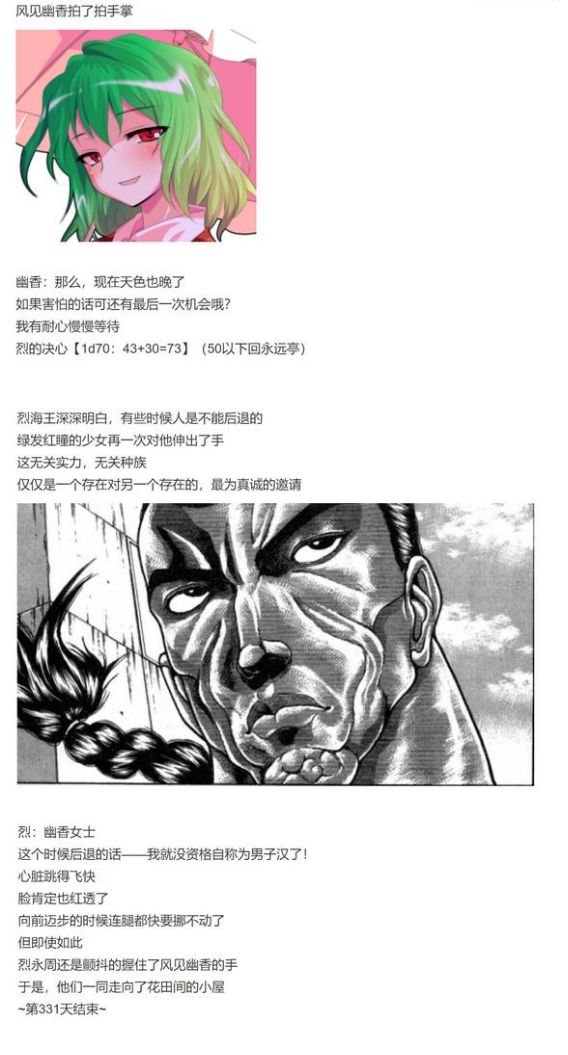 风见幽香拍了拍手掌
幽香：那么，现在天色也晚了
如果害怕的话可还有最后一次机会哦？
我有耐心慢慢等待
烈的决心【1d70：43+30=73】（50以下回永远亭）
烈海王深深明白，有些时候人是不能后退的
绿发红瞳的少女再一次对他伸出了手
这无关实力，无关种族
仅仅是一个存在对另一个存在的，最为真诚的邀请
烈：幽香女士
这个时候后退的话——我就没资格自称为男子汉了！
心脏跳得飞快
脸肯定也红透了
向前迈步的时候连腿都快要挪不动了
但即使如此
烈永周还是颤抖的握住了风见幽香的手
于是，他们一同走向了花田间的小屋
~第331天结束~